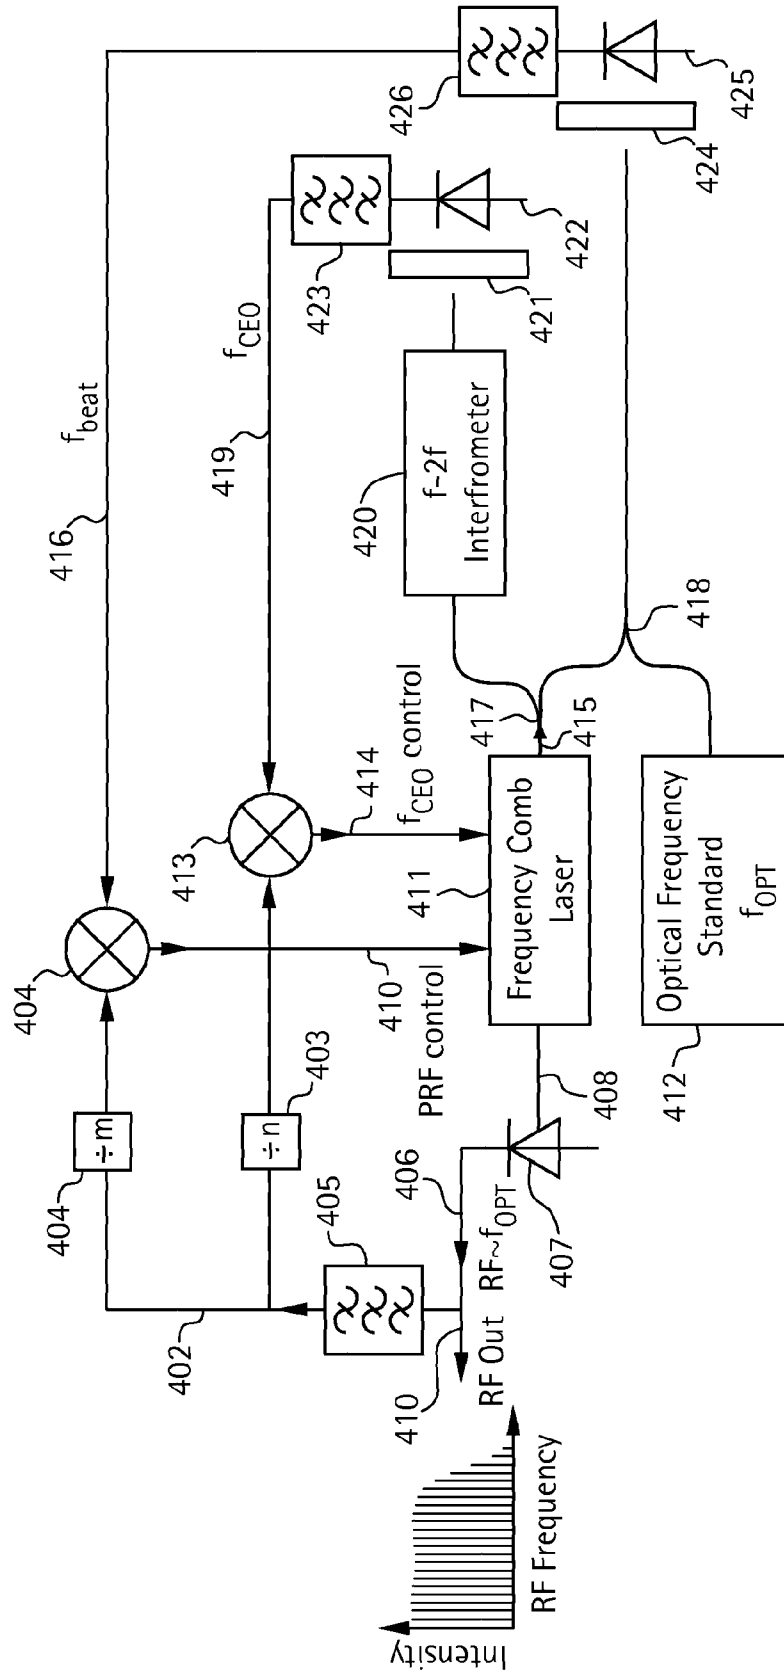 416
f_beat
404
÷m
404
402
413
419
f_CEO
÷n
403
405
414
f_CEO control
410
PRF control
420
f-2f
Interfrometer
423
421
422
426
424
425
411
Frequency Comb
Laser
417
415
418
412
Optical Frequency
Standard
f_OPT
408
407
406
RF~f_OPT
410
RF Out
Intensity
RF Frequency